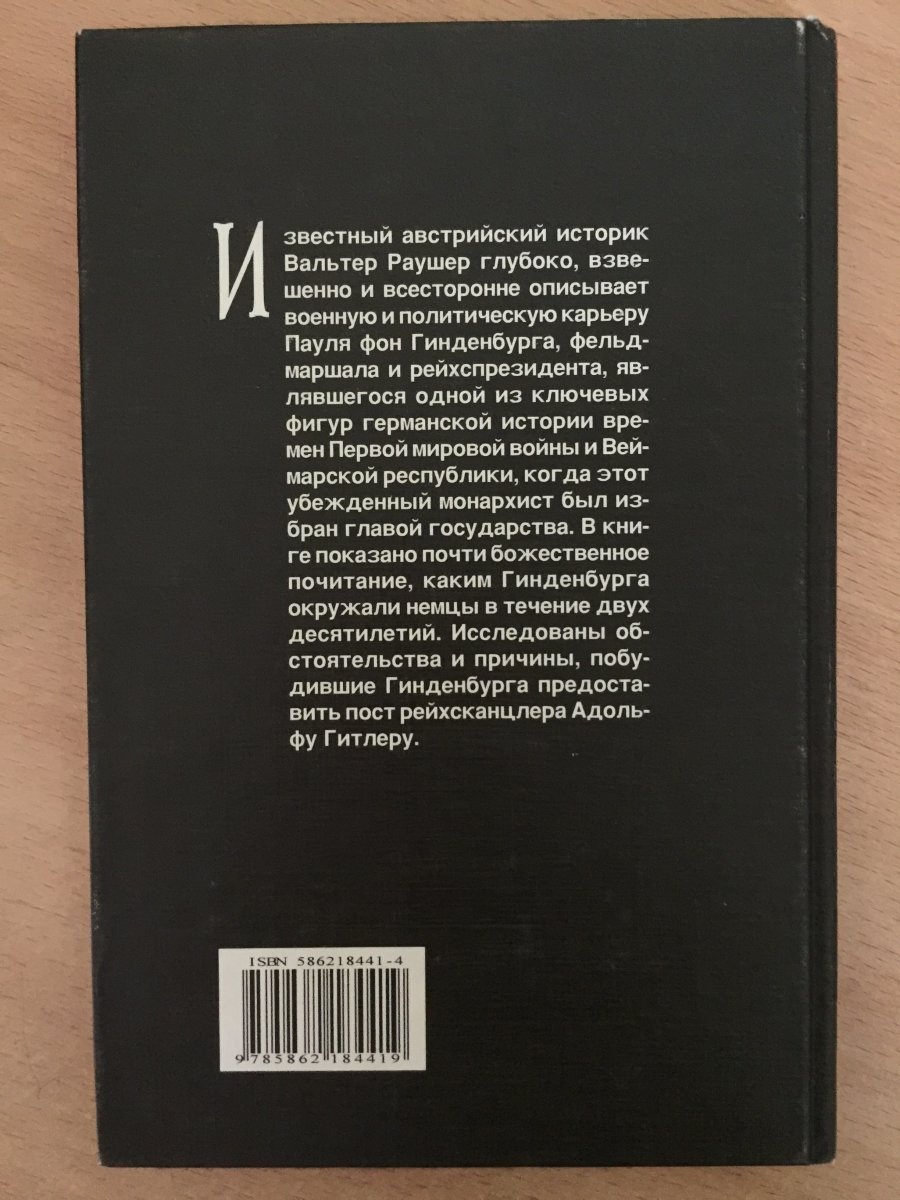 Известный австрийский историк
Вальтер Раушер глубоко, взве-
шенно и всесторонне описывает
военную и политическую карьеру
Пауля фон Гинденбурга, фельд-
маршала и рейхспрезидента, яв-
лявшегося одной из ключевых
фигур германской истории вре-
мен Первой мировой войны и Вей-
марской республики, когда этот
убежденный монархист был из-
бран главой государства. В кни-
ге показано почти божественное
почитание, каким Гинденбурга
окружали немцы в течение двух
десятилетий. Исследованы об-
стоятельства и причины, побу-
дившие Гинденбурга предоста-
вить пост рейхсканцлера Адоль-
фу Гитлеру.
ISBN 586218441-4
9 785862 184419